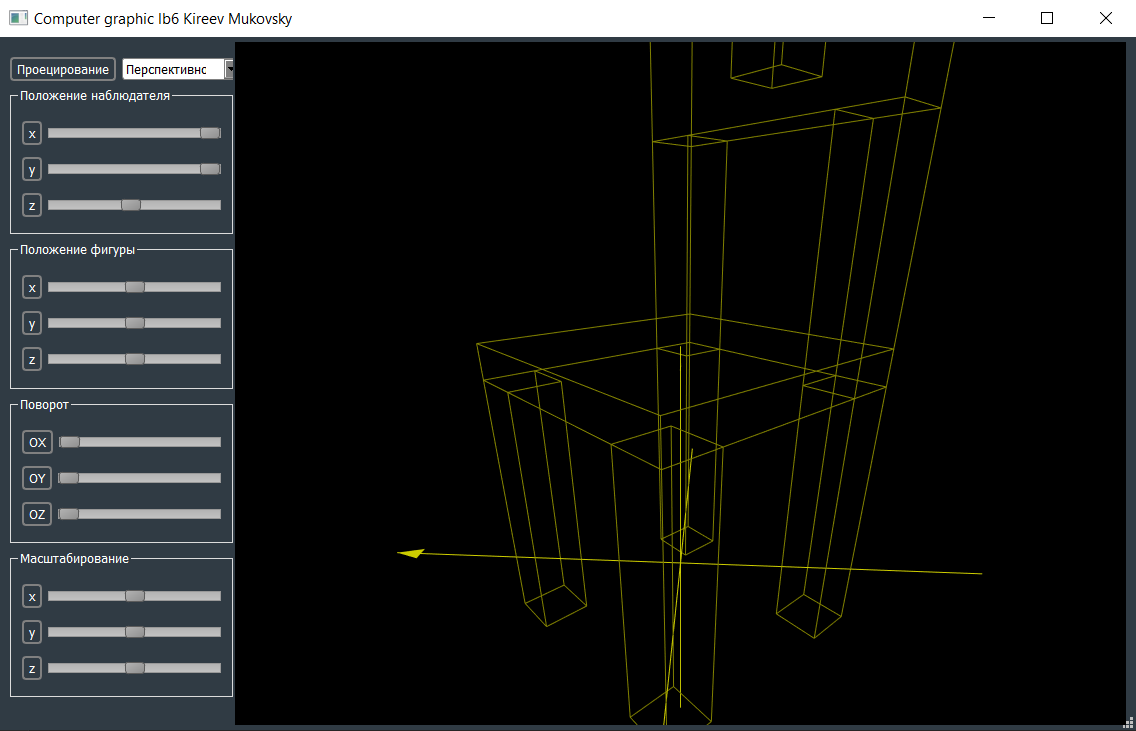 Computer graphic lb6 Kireev Mukovsky
Проецирование Перспективнс
Положение наблюдателя
x
y
z
Положение фигуры
x
y
z
Поворот
OX
OY
OZ
Масштабирование
x
y
z